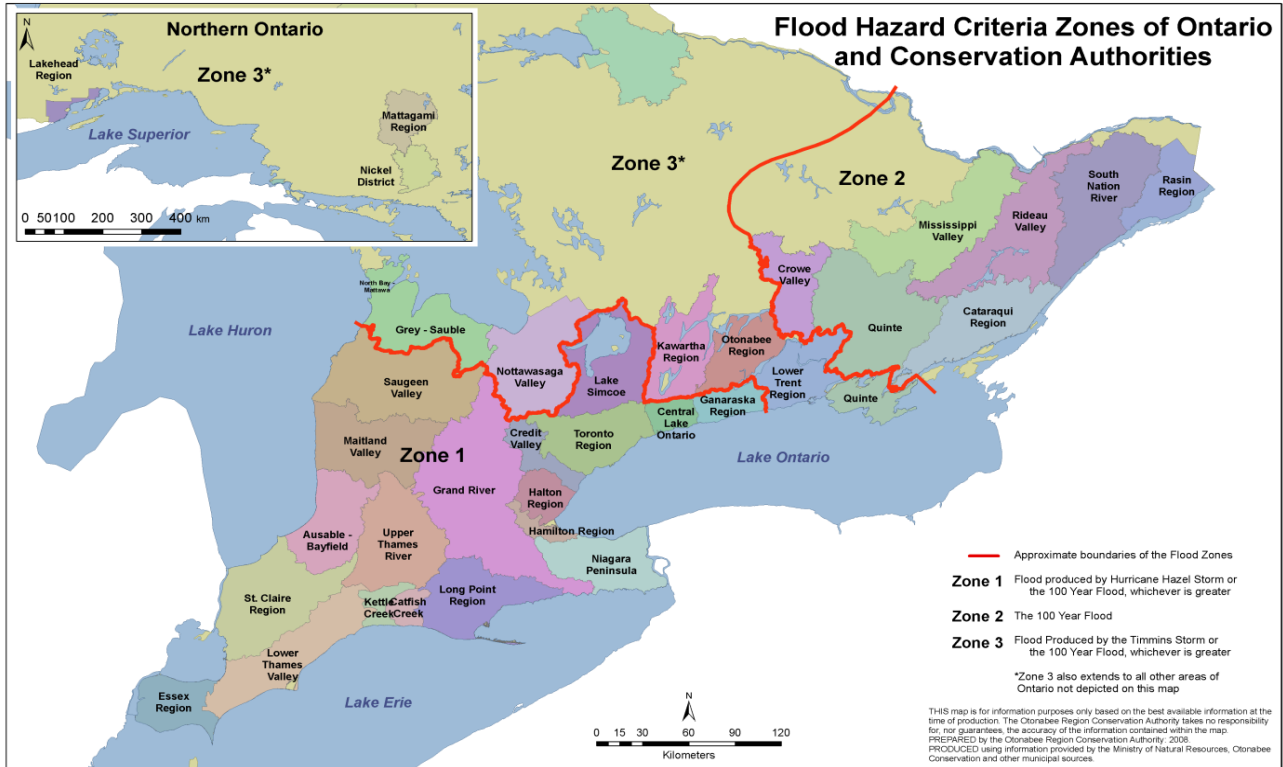 Flood Hazard Criteria Zones of Ontario
and Conservation Authorities
N
Northern Ontario
Lakehead
Region
Zone 3*
Lake Superior
Mattagami
Region
Nickel
District
0 50 100 200 300 400 km
Zone 3*
Zone 2
South
Nation
River
Rasin
Region
Rideau
Valley
Mississippi
Valley
Crowe
Valley
North Bay -
Mattawa
Lake Huron
Grey - Sauble
Cataraqui
Region
Quinte
Otonabee
Region
Kawartha
Region
Nottawasaga
Valley
Lake
Simcoe
Lower
Trent
Region
Saugeen
Valley
Quinte
Ganaraska
Region
Central
Lake
Ontario
Credit
Valley
Toronto
Region
Maitland
Valley
Zone 1
Lake Ontario
Grand River
Halton
Region
Hamilton Region
Ausable -
Bayfield
Upper
Thames
River
Niagara
Peninsula
St. Claire
Region
Kettle
Creek
Catfish
Creek
Long Point
Region
Lower
Thames
Valley
Essex
Region
Lake Erie
N
0 15 30 60 90 120
Kilometers
Approximate boundaries of the Flood Zones
Zone 1 Flood produced by Hurricane Hazel Storm or
the 100 Year Flood, whichever is greater
Zone 2 The 100 Year Flood
Zone 3 Flood Produced by the Timmins Storm or
the 100 Year Flood, whichever is greater
*Zone 3 also extends to all other areas of
Ontario not depicted on this map
THIS map is for information purposes only based on the best available information at the
time of production. The Otonabee Region Conservation Authority takes no responsibility
for, nor guarantees, the accuracy of the information contained within the map.
PREPARED by the Otonabee Region Conservation Authority: 2008.
PRODUCED using information provided by the Ministry of Natural Resources, Otonabee
Conservation and other municipal sources.